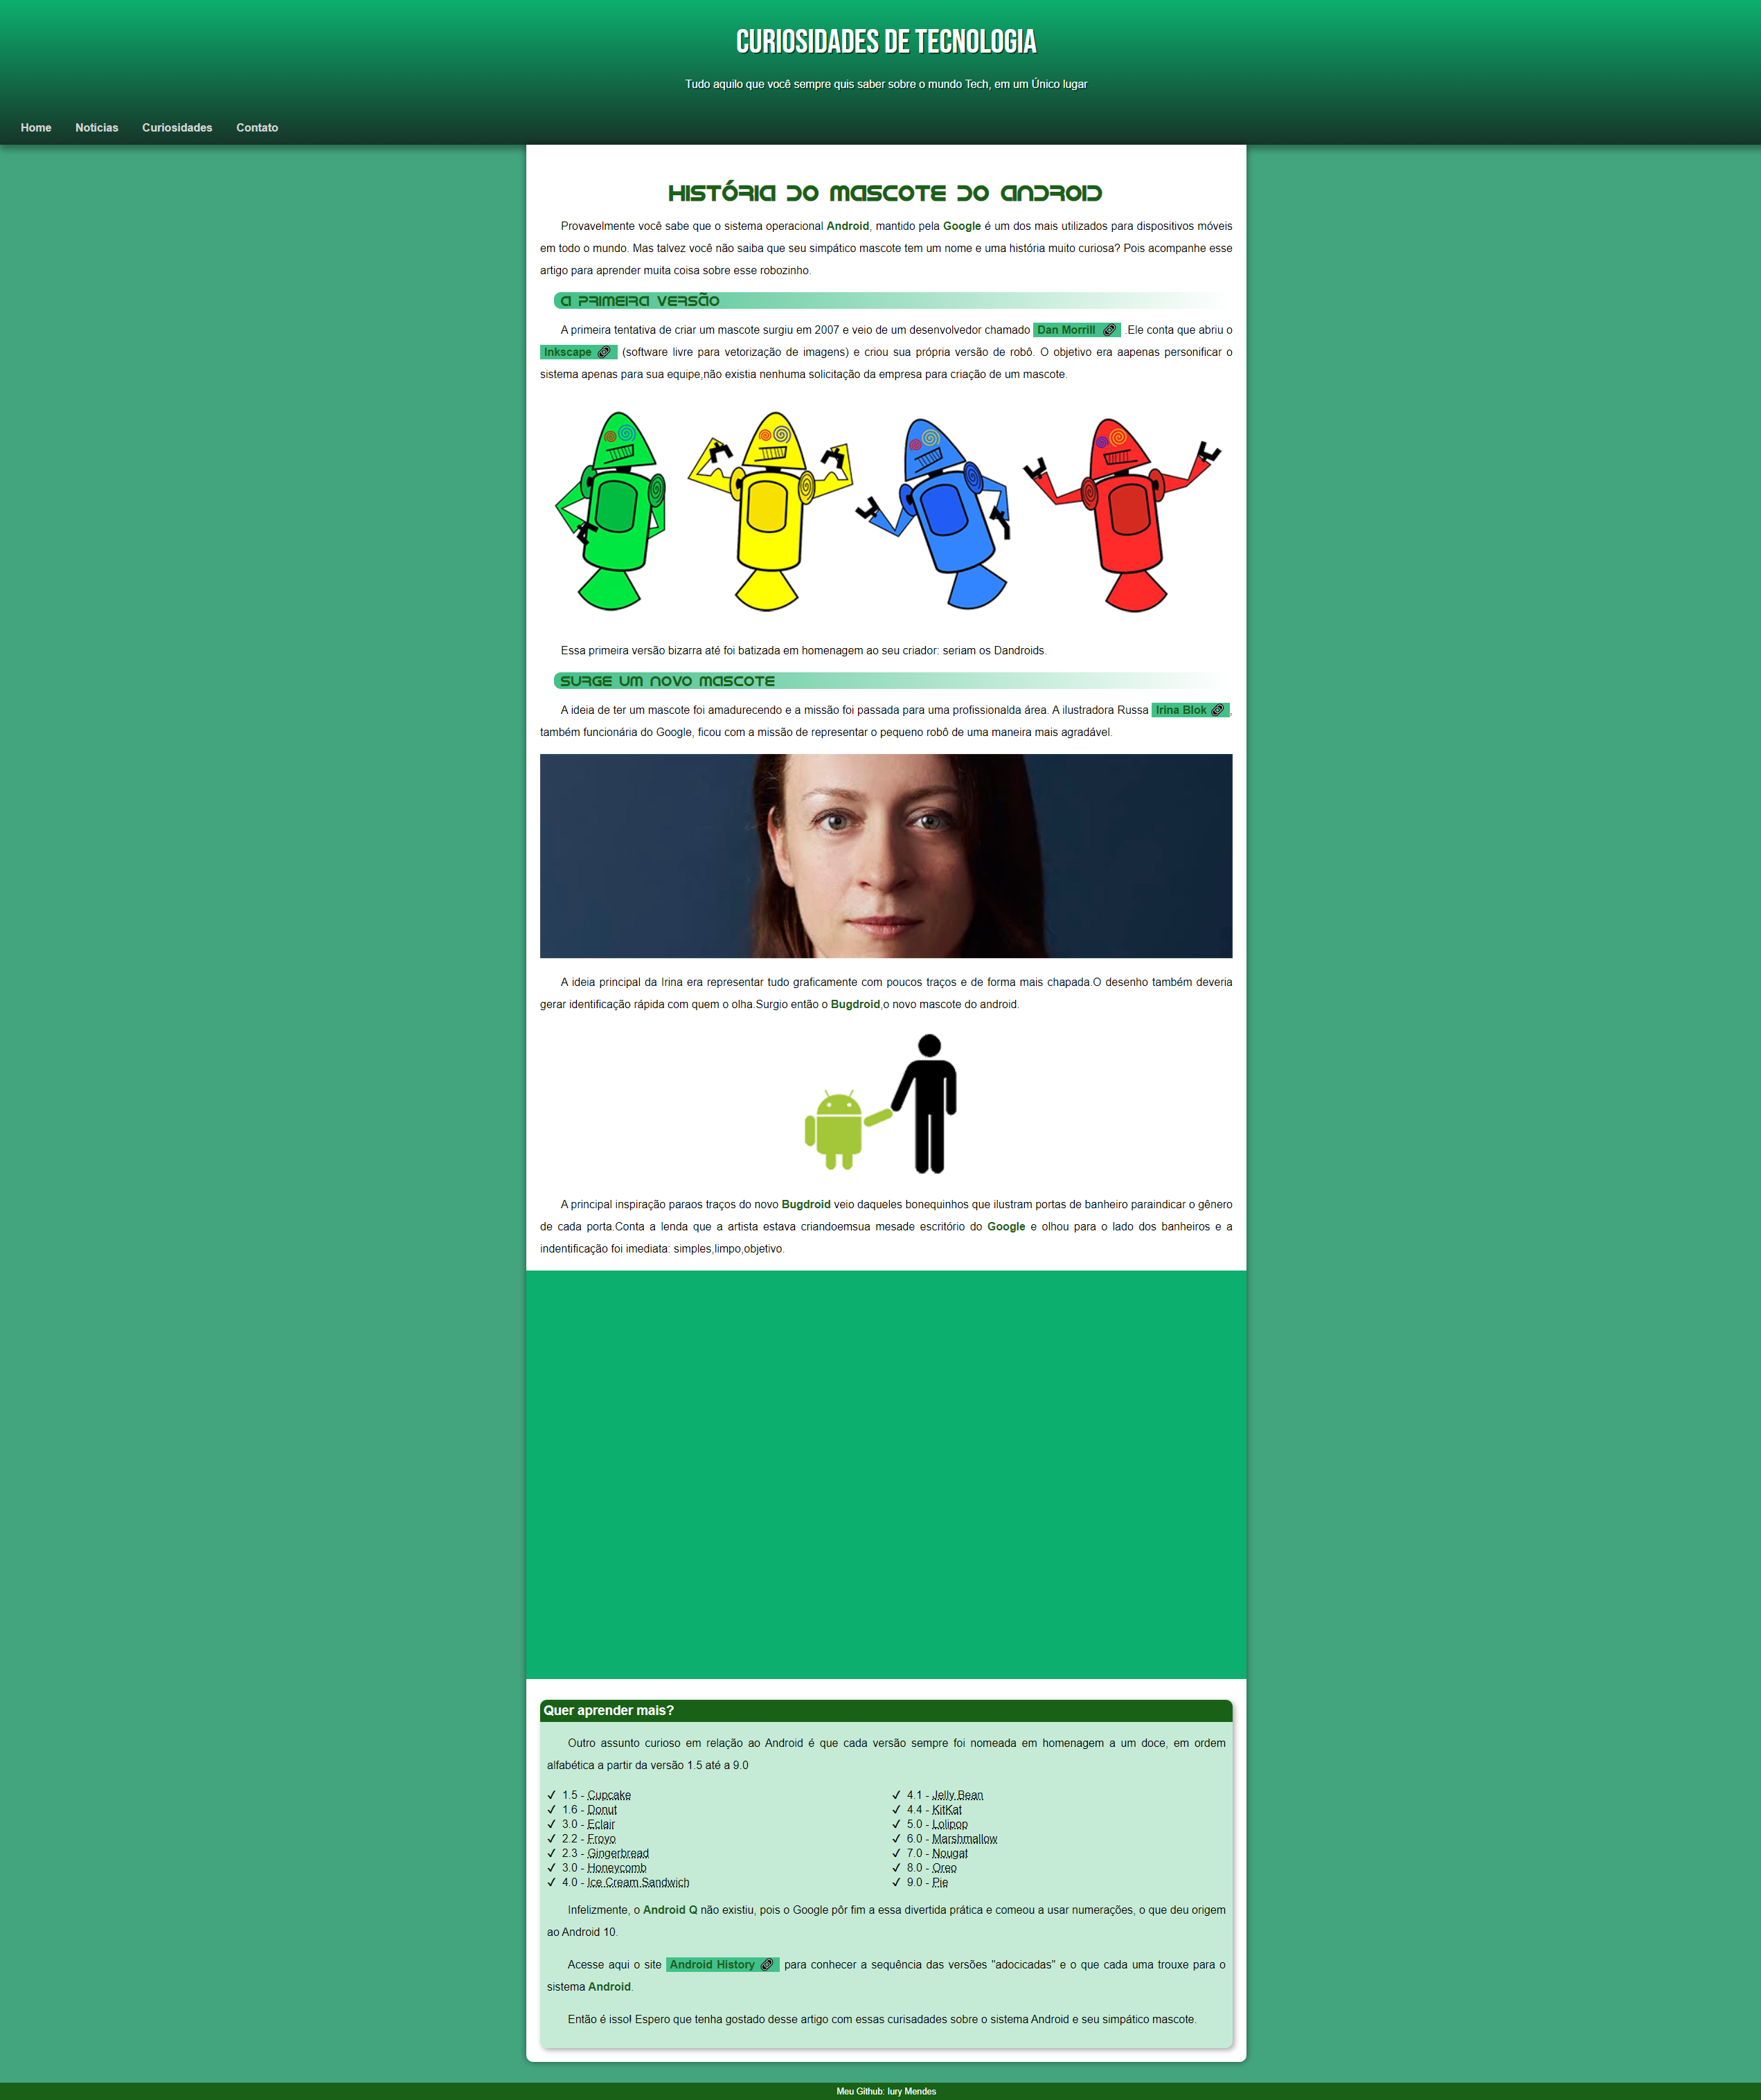 CURIOSIDADES DE TECNOLOGIA
Tudo aquilo que você sempre quis saber sobre o mundo Tech, em um Único lugar
Home Notícias Curiosidades Contato
HISTÓRIA DO MASCOTE DO ANDROID
Provavelmente você sabe que o sistema operacional Android, mantido pela Google é um dos mais utilizados para dispositivos móveis
em todo o mundo. Mas talvez você não saiba que seu simpático mascote tem um nome e uma história muito curiosa? Pois acompanhe esse
artigo para aprender muita coisa sobre esse robozinho.
A PRIMEIRA VERSÃO
A primeira tentativa de criar um mascote surgiu em 2007 e veio de um desenvolvedor chamado Dan Morrill .Ele conta que abriu o
Inkscape (software livre para vetorização de imagens) e criou sua própria versão de robô. O objetivo era aapenas personificar o
sistema apenas para sua equipe,não existia nenhuma solicitação da empresa para criação de um mascote.
Essa primeira versão bizarra até foi batizada em homenagem ao seu criador: seriam os Dandroids.
SURGE UM NOVO MASCOTE
A ideia de ter um mascote foi amadurecendo e a missão foi passada para uma profissionalda área. A ilustradora Russa Irina Blok ,
também funcionária do Google, ficou com a missão de representar o pequeno robô de uma maneira mais agradável.
A ideia principal da Irina era representar tudo graficamente com poucos traços e de forma mais chapada.O desenho também deveria
gerar identificação rápida com quem o olha.Surgio então o Bugdroid,o novo mascote do android.
A principal inspiração paraos traços do novo Bugdroid veio daqueles bonequinhos que ilustram portas de banheiro paraindicar o gênero
de cada porta.Conta a lenda que a artista estava criandoemsua mesade escritório do Google e olhou para o lado dos banheiros e a
indentificação foi imediata: simples,limpo,objetivo.
Quer aprender mais?
Outro assunto curioso em relação ao Android é que cada versão sempre foi nomeada em homenagem a um doce, em ordem
alfabética a partir da versão 1.5 até a 9.0
✓ 1.5 - Cupcake
✓ 1.6 - Donut
✓ 3.0 - Eclair
✓ 2.2 - Froyo
✓ 2.3 - Gingerbread
✓ 3.0 - Honeycomb
✓ 4.0 - Ice Cream Sandwich
✓ 4.1 - Jelly Bean
✓ 4.4 - KitKat
✓ 5.0 - Lolipop
✓ 6.0 - Marshmallow
✓ 7.0 - Nougat
✓ 8.0 - Oreo
✓ 9.0 - Pie
Infelizmente, o Android Q não existiu, pois o Google pôr fim a essa divertida prática e comeou a usar numerações, o que deu origem
ao Android 10.
Acesse aqui o site Android History para conhecer a sequência das versões "adocicadas" e o que cada uma trouxe para o
sistema Android.
Então é isso! Espero que tenha gostado desse artigo com essas curisadades sobre o sistema Android e seu simpático mascote.
Meu Github: Iury Mendes